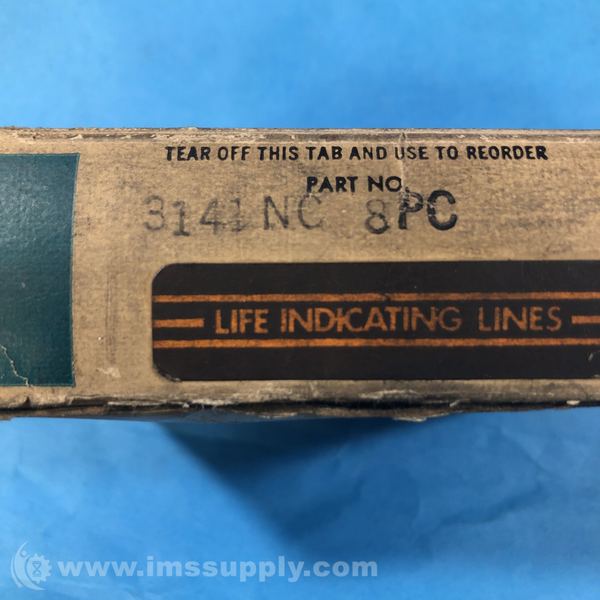 TEAR OFF THIS TAB AND USE TO REORDER
PART NO.
3141NC 8PC
LIFE INDICATING LINES
www.imssupply.com